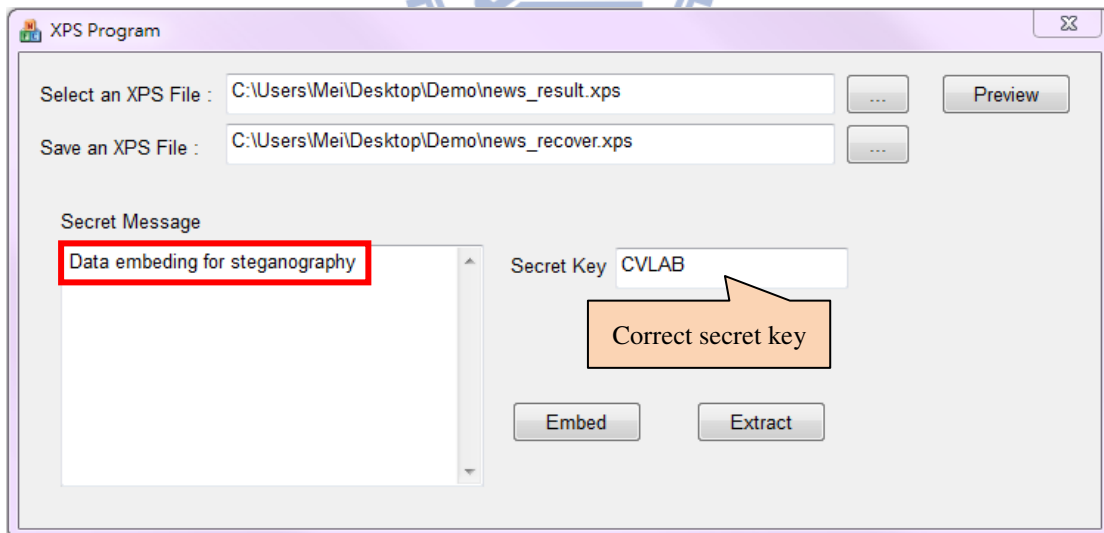 XPS Program
Select an XPS File : C:\Users\Mei\Desktop\Demo\news_result.xps ... Preview
Save an XPS File : C:\Users\Mei\Desktop\Demo\news_recover.xps ...
Secret Message
Data embeding for steganography
Secret Key CVLAB
Correct secret key
Embed Extract